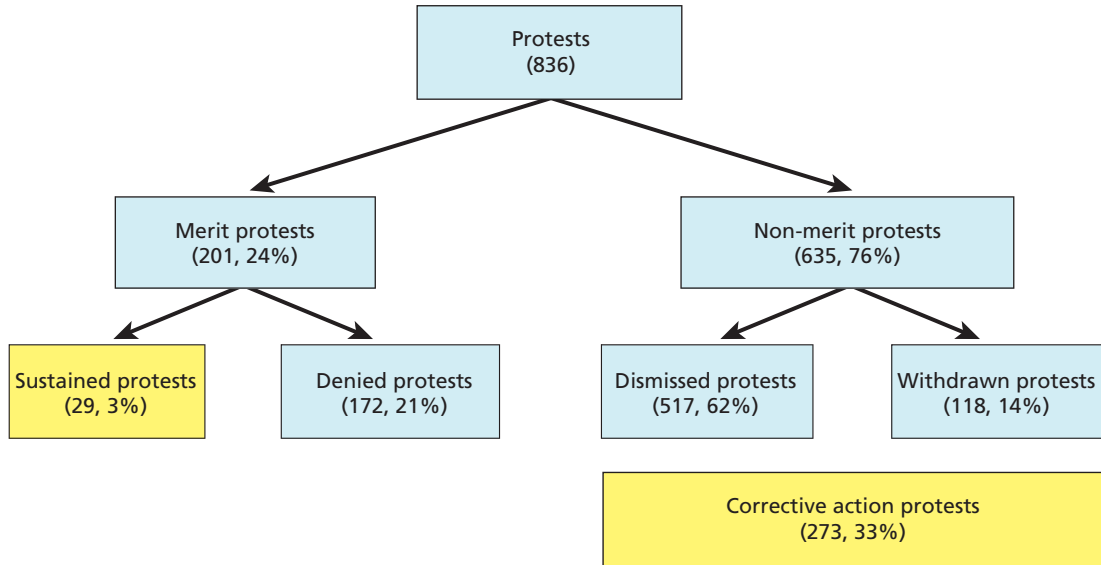 Protests
(836)
Merit protests
(201, 24%)
Non-merit protests
(635, 76%)
Sustained protests
(29, 3%)
Denied protests
(172, 21%)
Dismissed protests
(517, 62%)
Withdrawn protests
(118, 14%)
Corrective action protests
(273, 33%)